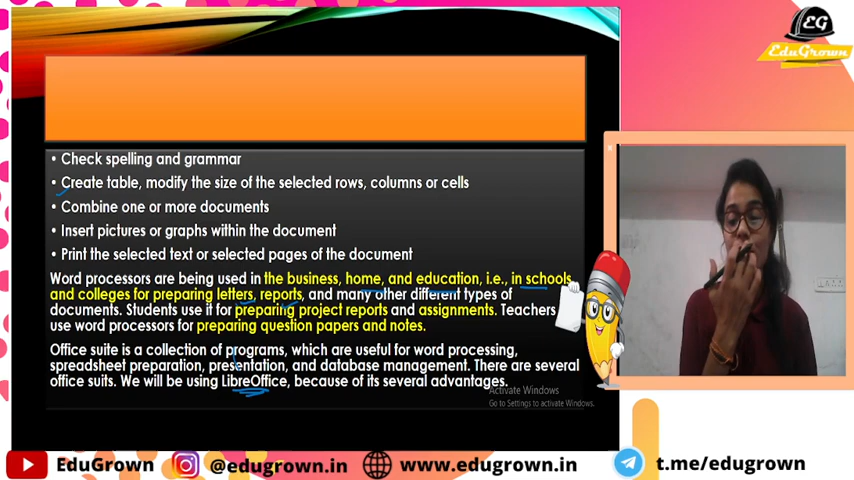 EG
EduGrown
• Check spelling and grammar
• Create table, modify the size of the selected rows, columns or cells
• Combine one or more documents
• Insert pictures or graphs within the document
• Print the selected text or selected pages of the document
Word processors are being used in the business, home, and education, i.e., in schools
and colleges for preparing letters, reports, and many other different types of
documents. Students use it for preparing project reports and assignments. Teachers
use word processors for preparing question papers and notes.
Office suite is a collection of programs, which are useful for word processing,
spreadsheet preparation, presentation, and database management. There are several
office suits. We will be using LibreOffice, because of its several advantages.
Activate Windows
Go to Settings to activate Windows.
EduGrown @edugrown.in www.edugrown.in t.me/edugrown